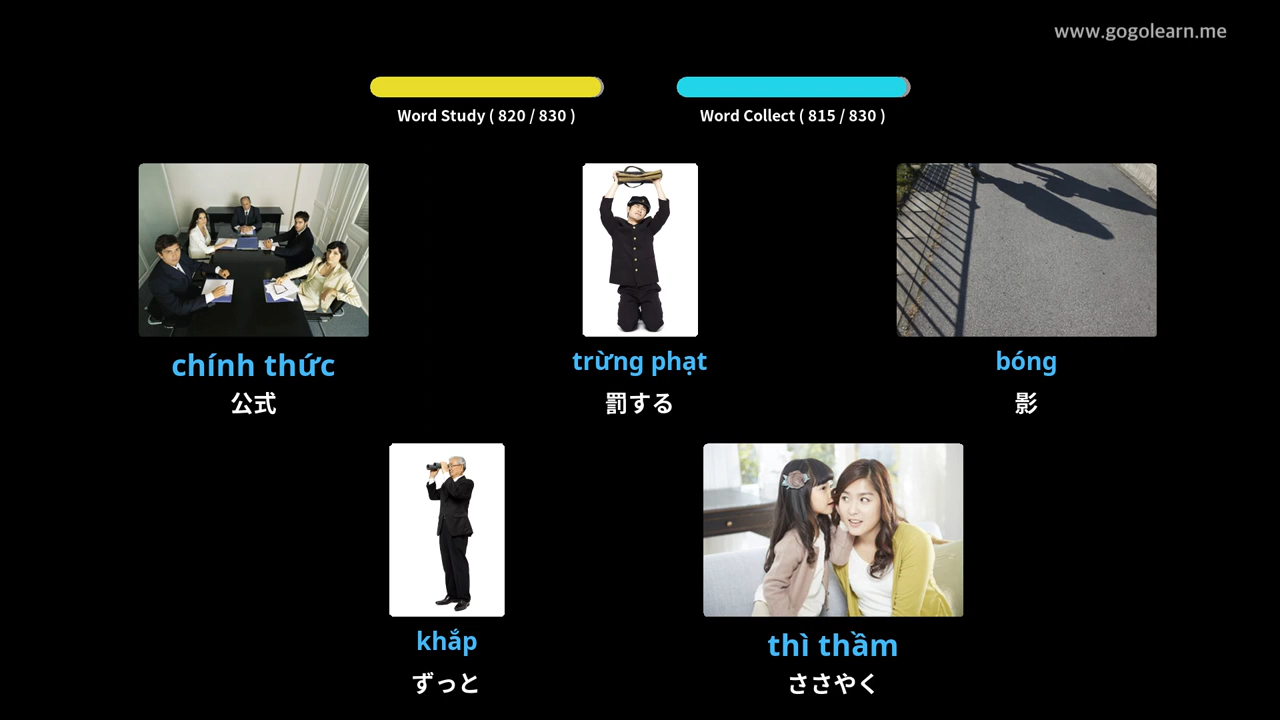 www.gogolearn.me
Word Study ( 820 / 830 )
Word Collect ( 815 / 830 )
chính thức
公式
trừng phạt
罰する
bóng
影
khắp
ずっと
thì thầm
ささやく